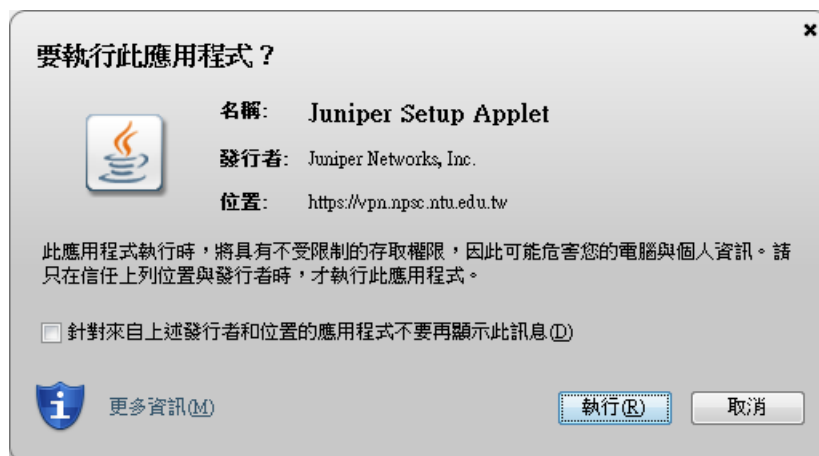 要執行此應用程式？
名稱: Juniper Setup Applet
發行者: Juniper Networks, Inc.
位置: https://vpn.npsc.ntu.edu.tw
此應用程式執行時，將具有不受限制的存取權限，因此可能危害您的電腦與個人資訊。請
只在信任上列位置與發行者時，才執行此應用程式。
針對來自上述發行者和位置的應用程式不要再顯示此訊息(D)
更多資訊(M) 執行(R) 取消